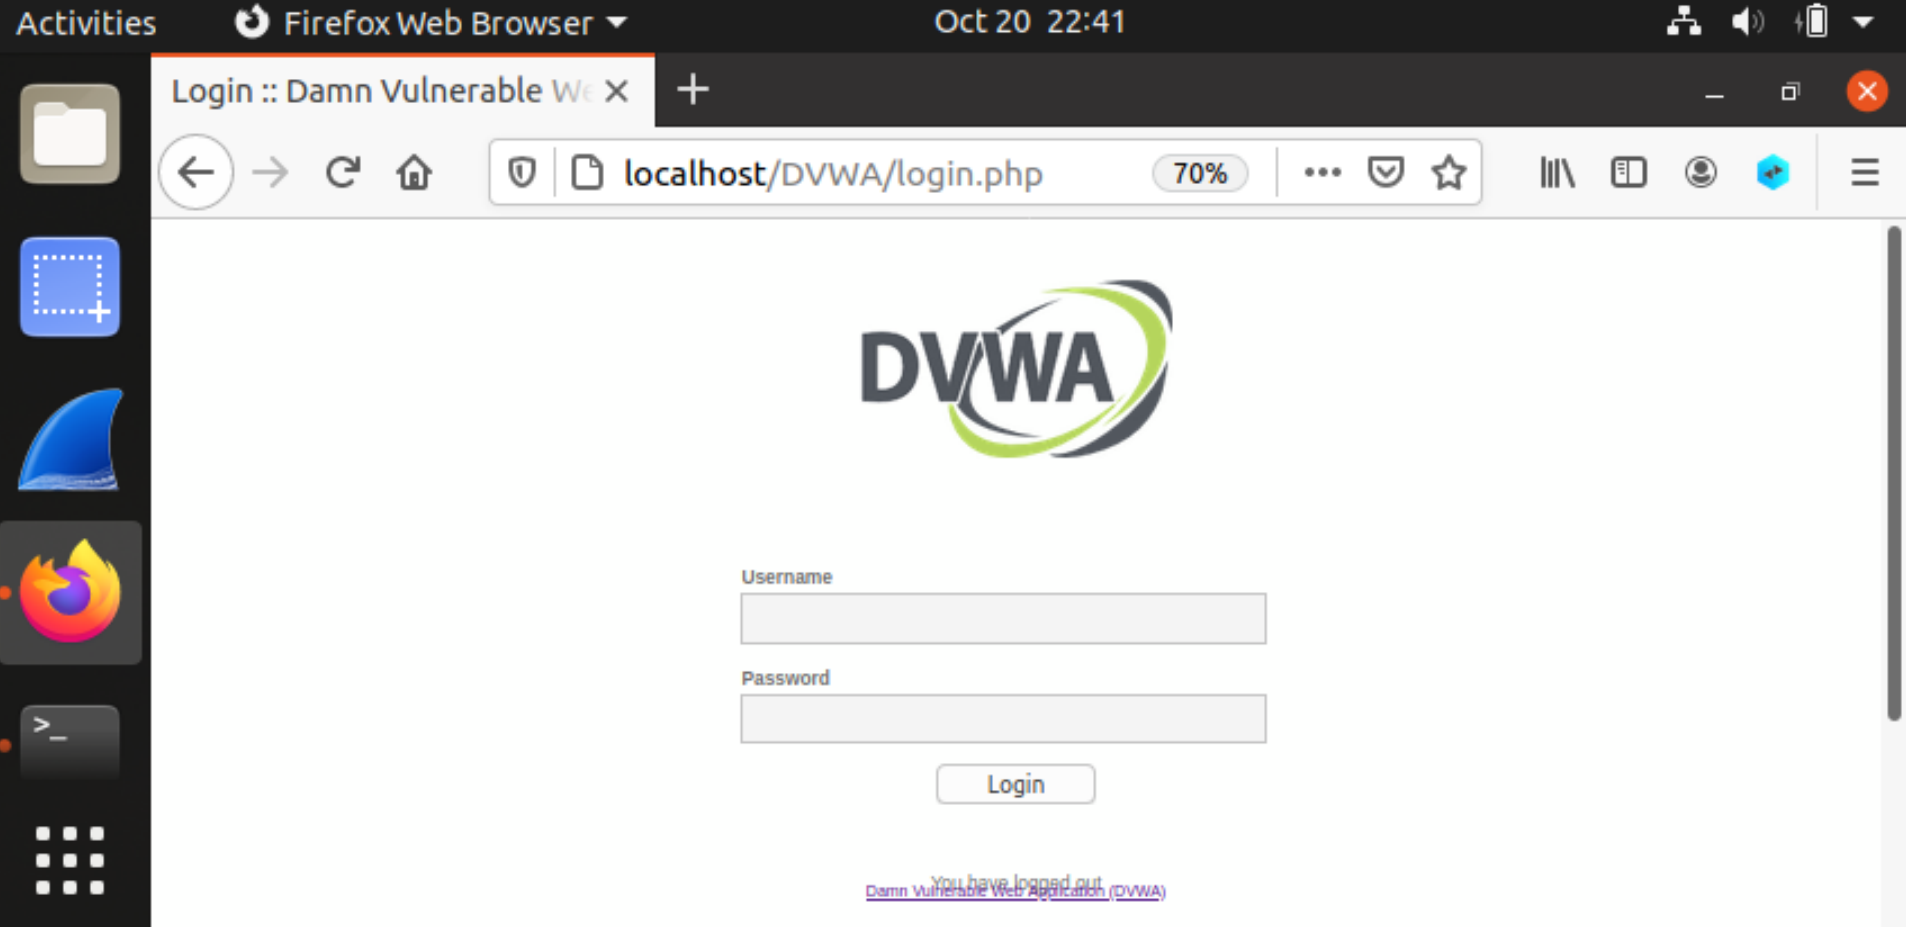 Activities Firefox Web Browser Oct 20 22:41
Login :: Damn Vulnerable We
localhost/DVWA/login.php 70%
DVWA
Username
Password
Login
You have logged out
Damn Vulnerable Web Application (DVWA)